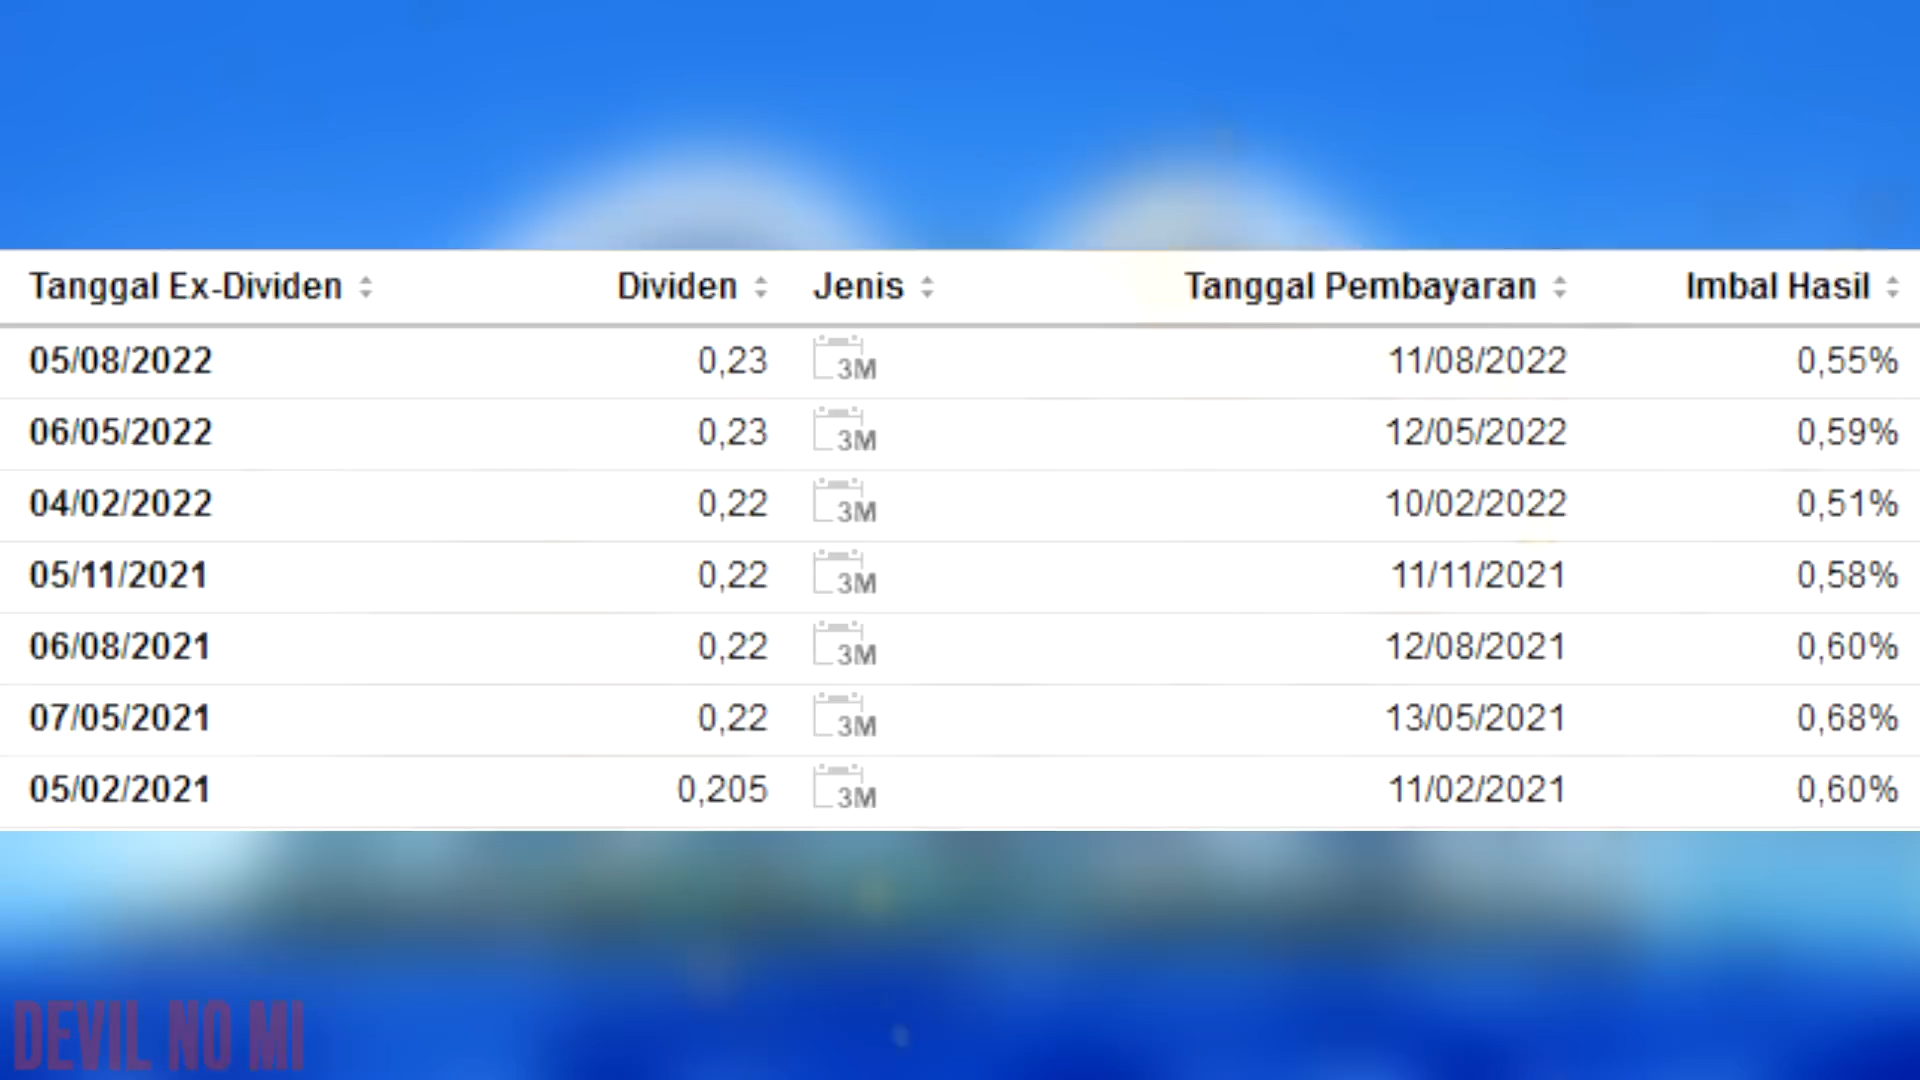 Tanggal Ex-Dividen Dividen Jenis Tanggal Pembayaran Imbal Hasil
05/08/2022 0,23 3M 11/08/2022 0,55%
06/05/2022 0,23 3M 12/05/2022 0,59%
04/02/2022 0,22 3M 10/02/2022 0,51%
05/11/2021 0,22 3M 11/11/2021 0,58%
06/08/2021 0,22 3M 12/08/2021 0,60%
07/05/2021 0,22 3M 13/05/2021 0,68%
05/02/2021 0,205 3M 11/02/2021 0,60%
DEVIL NO MI